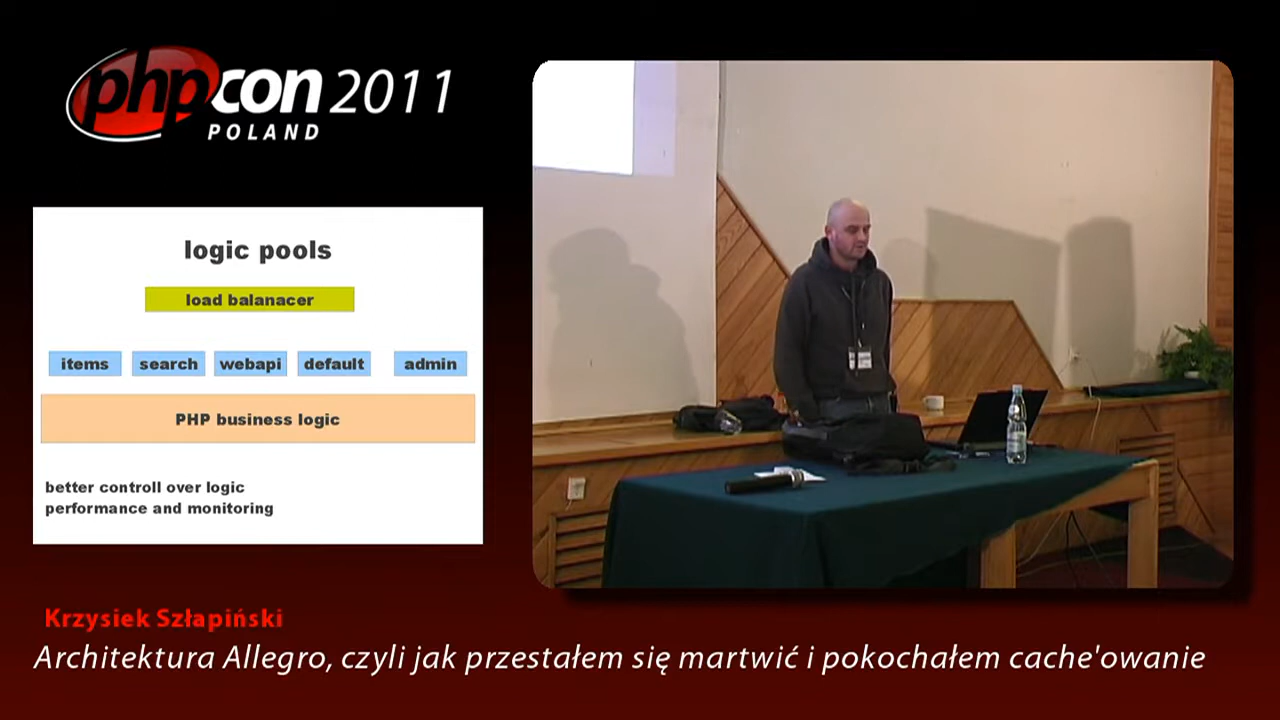 phpcon 2011
POLAND
logic pools
load balanacer
items search webapi default admin
PHP business logic
better controll over logic
performance and monitoring
Krzysiek Szłapiński
Architektura Allegro, czyli jak przestałem się martwić i pokochałem cache'owanie